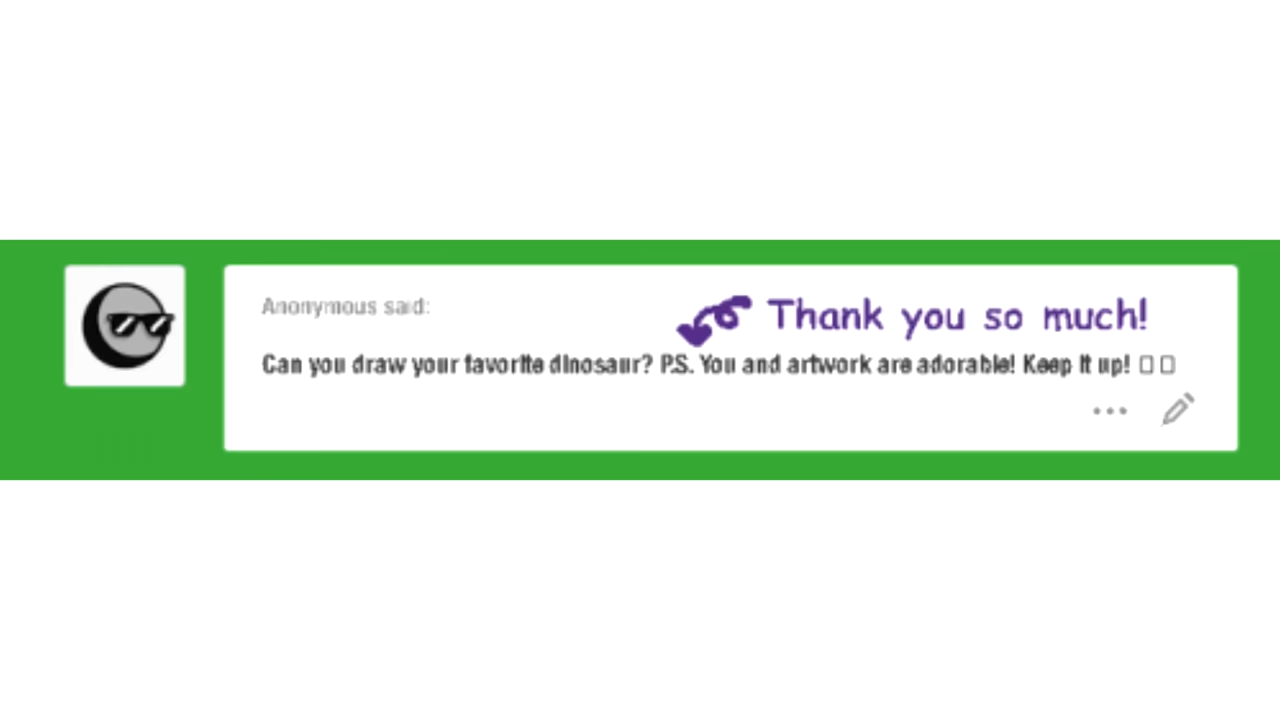 Anonymous said:
Thank you so much!
Can you draw your favorite dinosaur? P.S. You and artwork are adorable! Keep it up! □ □